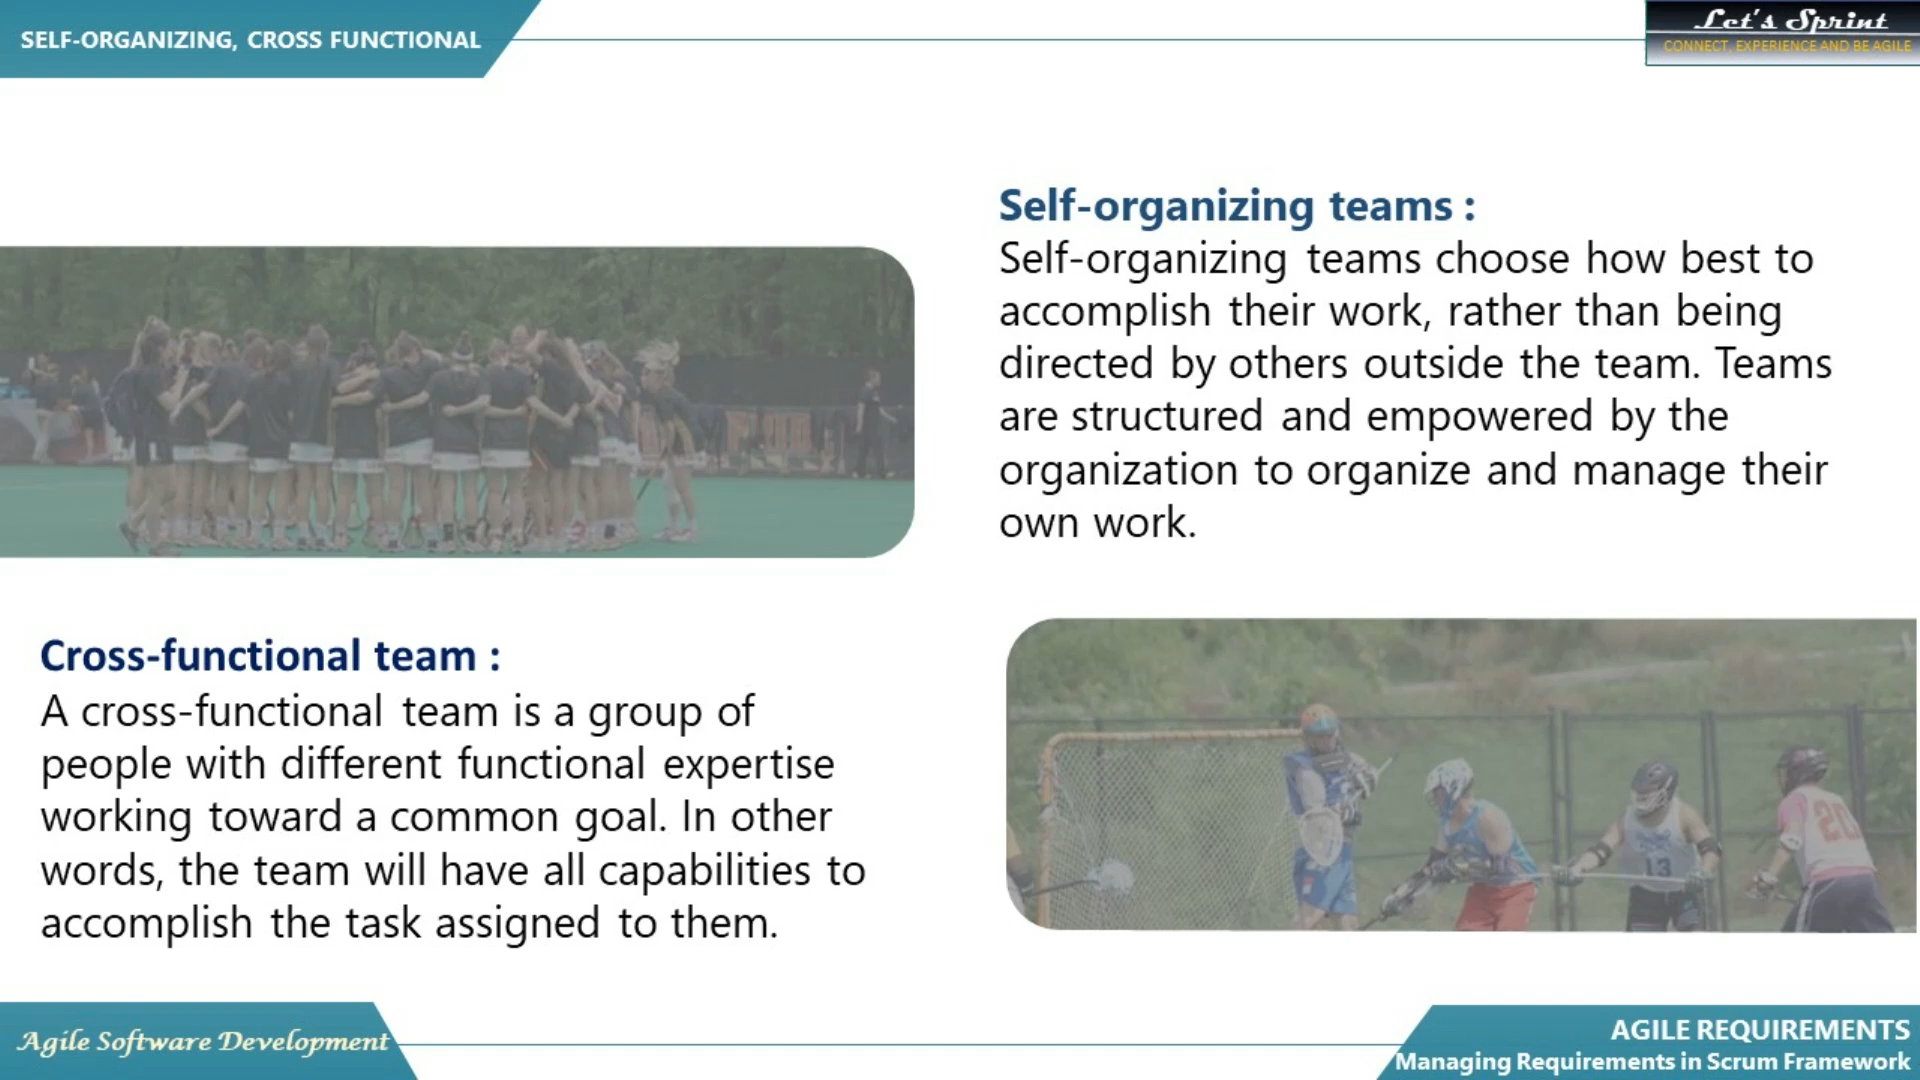 SELF-ORGANIZING, CROSS FUNCTIONAL
Let's Sprint
CONNECT, EXPERIENCE AND BE AGILE
Self-organizing teams :
Self-organizing teams choose how best to
accomplish their work, rather than being
directed by others outside the team. Teams
are structured and empowered by the
organization to organize and manage their
own work.
Cross-functional team :
A cross-functional team is a group of
people with different functional expertise
working toward a common goal. In other
words, the team will have all capabilities to
accomplish the task assigned to them.
13
20
Agile Software Development
AGILE REQUIREMENTS
Managing Requirements in Scrum Framework